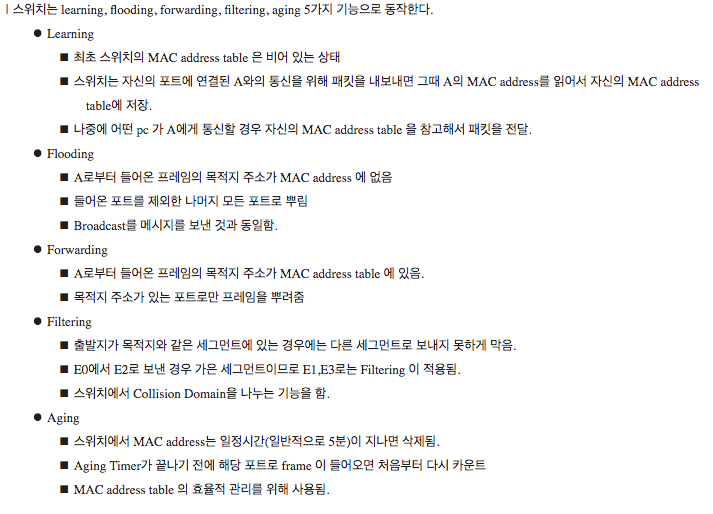 스위치는 learning, flooding, forwarding, filtering, aging 5가지 기능으로 동작한다.
● Learning
■ 최초 스위치의 MAC address table 은 비어 있는 상태
■ 스위치는 자신의 포트에 연결된 A와의 통신을 위해 패킷을 내보내면 그때 A의 MAC address를 읽어서 자신의 MAC address
table에 저장.
■ 나중에 어떤 pc 가 A에게 통신할 경우 자신의 MAC address table 을 참고해서 패킷을 전달.
● Flooding
■ A로부터 들어온 프레임의 목적지 주소가 MAC address 에 없음
■ 들어온 포트를 제외한 나머지 모든 포트로 뿌림
■ Broadcast를 메시지를 보낸 것과 동일함.
● Forwarding
■ A로부터 들어온 프레임의 목적지 주소가 MAC address table 에 있음.
■ 목적지 주소가 있는 포트로만 프레임을 뿌려줌
● Filtering
■ 출발지가 목적지와 같은 세그먼트에 있는 경우에는 다른 세그먼트로 보내지 못하게 막음.
■ E0에서 E2로 보낸 경우 가은 세그먼트이므로 E1,E3로는 Filtering 이 적용됨.
■ 스위치에서 Collision Domain을 나누는 기능을 함.
● Aging
■ 스위치에서 MAC address는 일정시간(일반적으로 5분)이 지나면 삭제됨.
■ Aging Timer가 끝나기 전에 해당 포트로 frame 이 들어오면 처음부터 다시 카운트
■ MAC address table 의 효율적 관리를 위해 사용됨.